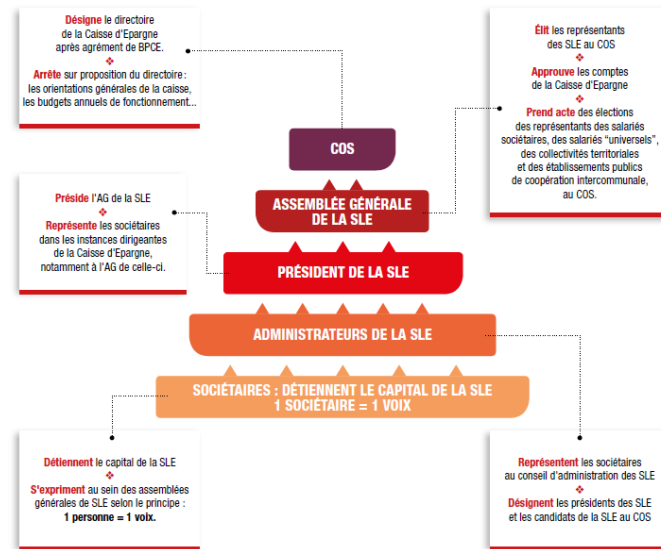 Désigne le directoire
de la Caisse d'Epargne
après agrément de BPCE.
Arrête sur proposition du directoire :
les orientations générales de la caisse,
les budgets annuels de fonctionnement...
Élit les représentants
des SLE au COS
Approuve les comptes
de la Caisse d'Epargne
Prend acte des élections
des représentants des salariés
sociétaires, des salariés "universels",
des collectivités territoriales
et des établissements publics
de coopération intercommunale,
au COS.
COS
ASSEMBLÉE GÉNÉRALE
DE LA SLE
Préside l'AG de la SLE
Représente les sociétaires
dans les instances dirigeantes
de la Caisse d'Epargne,
notamment à l'AG de celle-ci.
PRÉSIDENT DE LA SLE
ADMINISTRATEURS DE LA SLE
SOCIÉTAIRES : DÉTIENNENT LE CAPITAL DE LA SLE
1 SOCIÉTAIRE = 1 VOIX
Détiennent le capital de la SLE
S'expriment au sein des assemblées
générales de SLE selon le principe :
1 personne = 1 voix.
Représentent les sociétaires
au conseil d'administration des SLE
Désignent les présidents des SLE
et les candidats de la SLE au COS